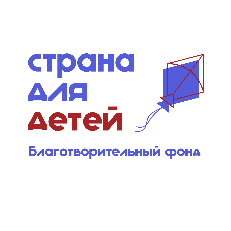 страна
для
детей
Благотворительный фонд